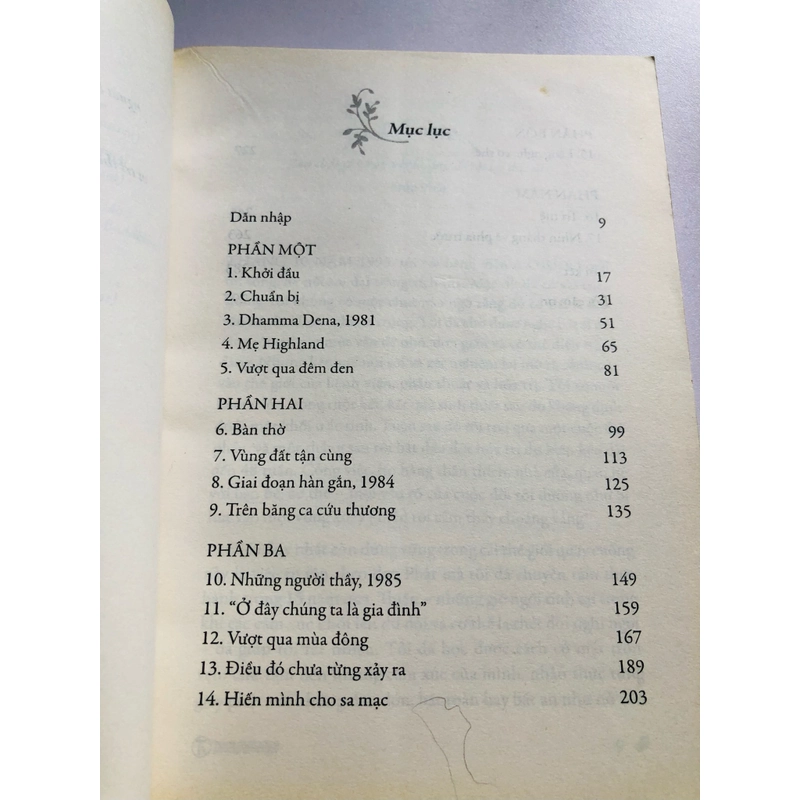 Mục lục
Dẫn nhập 9
PHẦN MỘT
1. Khởi đầu 17
2. Chuẩn bị 31
3. Dhamma Dena, 1981 51
4. Mẹ Highland 65
5. Vượt qua đêm đen 81
PHẦN HAI
6. Bàn thờ 99
7. Vùng đất tận cùng 113
8. Giai đoạn hàn gắn, 1984 125
9. Trên băng ca cứu thương 135
PHẦN BA
10. Những người thầy, 1985 149
11. “Ở đây chúng ta là gia đình” 159
12. Vượt qua mùa đông 167
13. Điều đó chưa từng xảy ra 189
14. Hiến mình cho sa mạc 203